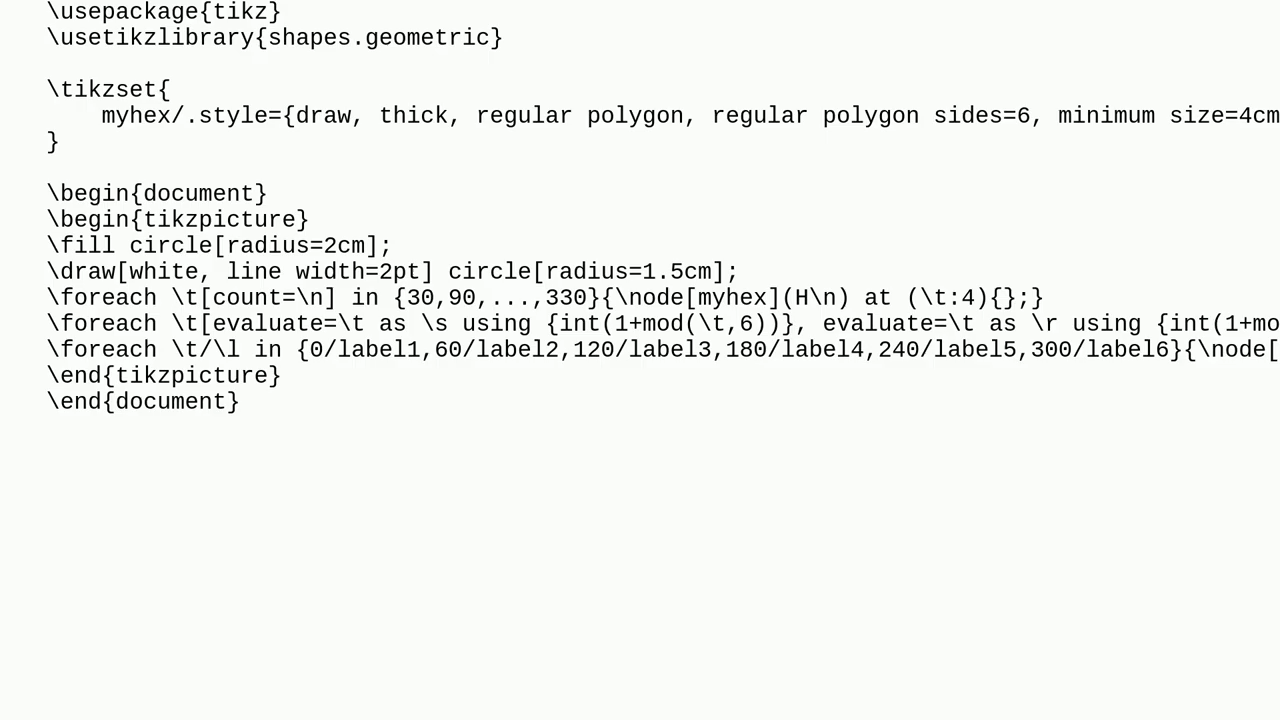 \usepackage{tikz}
\usetikzlibrary{shapes.geometric}
\tikzset{
    myhex/.style={draw, thick, regular polygon, regular polygon sides=6, minimum size=4cm
}
\begin{document}
\begin{tikzpicture}
\fill circle[radius=2cm];
\draw[white, line width=2pt] circle[radius=1.5cm];
\foreach \t[count=\n] in {30,90,...,330}{\node[myhex](H\n) at (\t:4){};}
\foreach \t[evaluate=\t as \s using {int(1+mod(\t,6))}, evaluate=\t as \r using {int(1+mo
\foreach \t/\l in {0/label1,60/label2,120/label3,180/label4,240/label5,300/label6}{\node[
\end{tikzpicture}
\end{document}